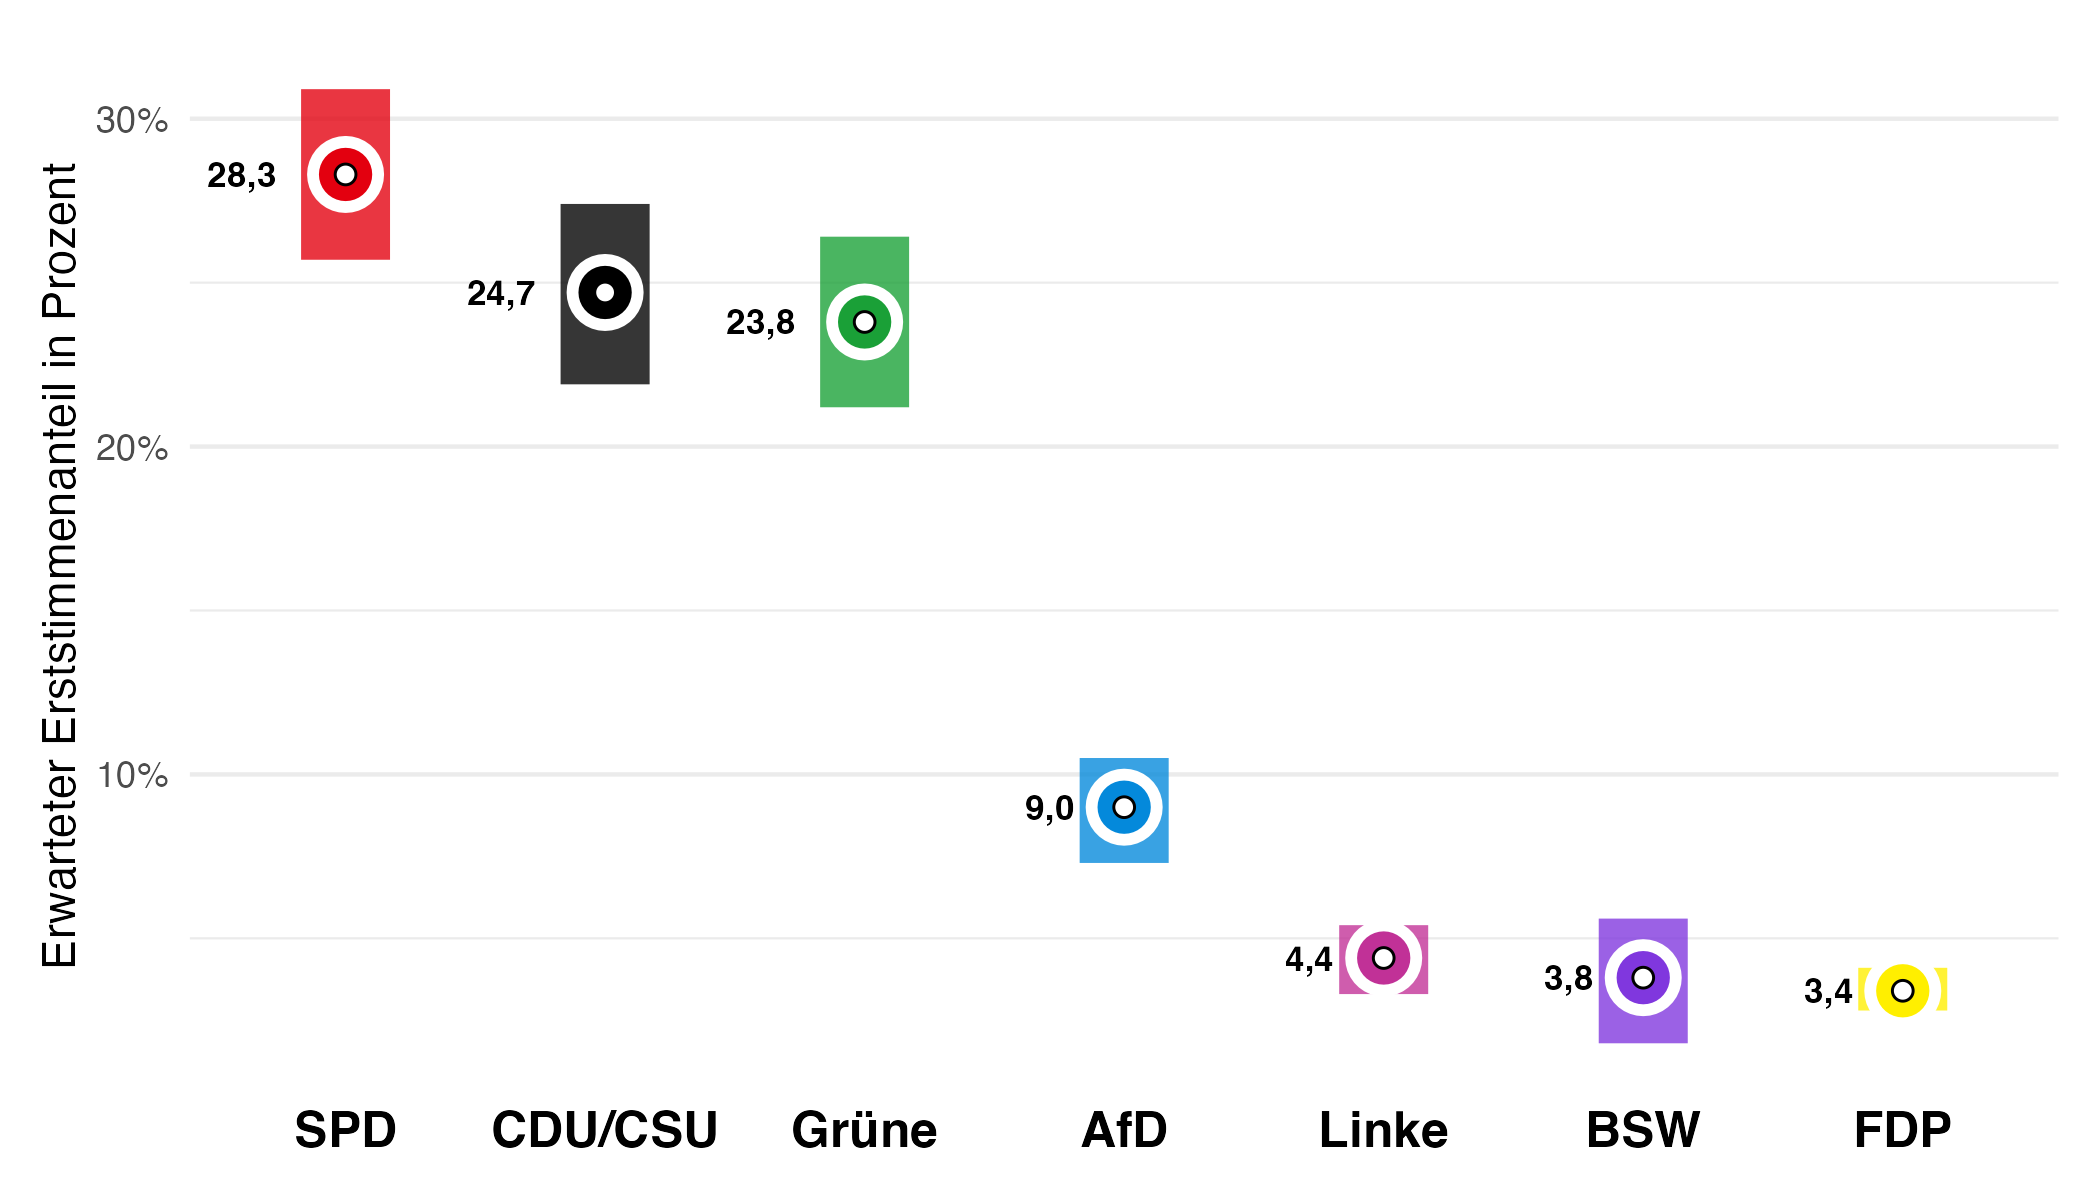 Erwarteter Erststimmenanteil in Prozent
30%
20%
10%
28,3
24,7
23,8
9,0
4,4
3,8
3,4
SPD
CDU/CSU
Grüne
AfD
Linke
BSW
FDP